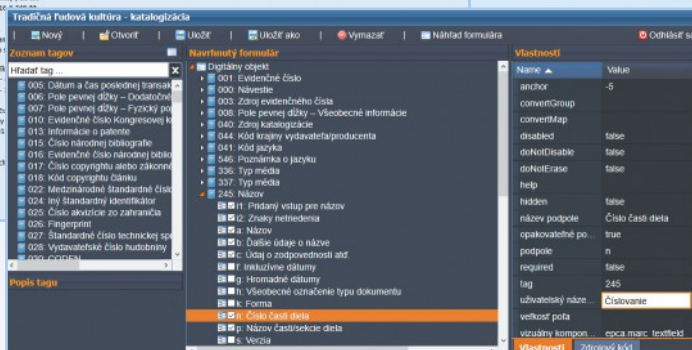 Tradičná ľudová kultúra - katalogizácia
Nový | Otvoriť | Uložiť | Uložiť ako | Vymazať | Náhľad formulára
Odhlásiť
Zoznam tagov
Hľadať tag ...
005: Dátum a čas poslednej transak
006: Pole pevnej dĺžky – Dodatočné
007: Pole pevnej dĺžky – Fyzický po
010: Evidenčné číslo Kongresovej k
013: Informácie o patente
015: Číslo národnej bibliografie
016: Evidenčné číslo národnej biblio
017: Číslo copyrightu alebo zákonné
018: Kód copyrightu článku
022: Medzinárodné štandardné čísl
024: Iný štandardný identifikátor
025: Číslo akvizície zo zahraničia
026: Fingerprint
027: Štandardné číslo technickej sp
028: Vydavateľské číslo hudobniny
030: CODEN
Popis tagu
Navrhnutý formulár
Digitálny objekt
001: Evidenčné číslo
000: Návestie
003: Zdroj evidenčného čísla
008: Pole pevnej dĺžky – Všeobecné informácie
040: Zdroj katalogizácie
044: Kód krajiny vydavateľa/producenta
041: Kód jazyka
546: Poznámka o jazyku
336: Typ média
337: Typ média
245: Názov
i1: Pridaný vstup pre názov
i2: Znaky netriedenia
a: Názov
b: Ďalšie údaje o názve
c: Údaj o zodpovednosti atď.
f: Inkluzívne dátumy
g: Hromadné dátumy
h: Všeobecné označenie typu dokumentu
k: Forma
n: Číslo časti diela
p: Názov časti/sekcie diela
s: Verzia
Vlastnosti
Name Value
anchor -5
convertGroup
convertMap
disabled false
doNotDisable false
doNotErase false
help
hidden false
názov podpole Číslo časti diela
opakovateľné po... true
podpole n
required false
tag 245
užívateľský náze... Číslovanie
veľkosť poľa
vizuálny kompon... epca marc textfield
Vlastnosti Zdrojový kód